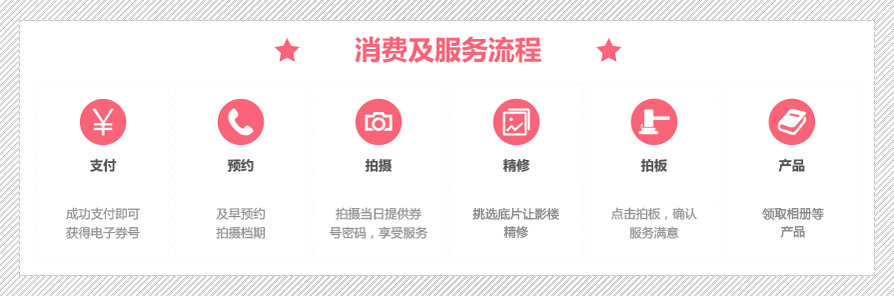 消费及服务流程
支付
预约
拍摄
精修
拍板
产品
成功支付即可
获得电子券号
及早预约
拍摄档期
拍摄当日提供券
号密码，享受服务
挑选底片让影楼
精修
点击拍板，确认
服务满意
领取相册等
产品